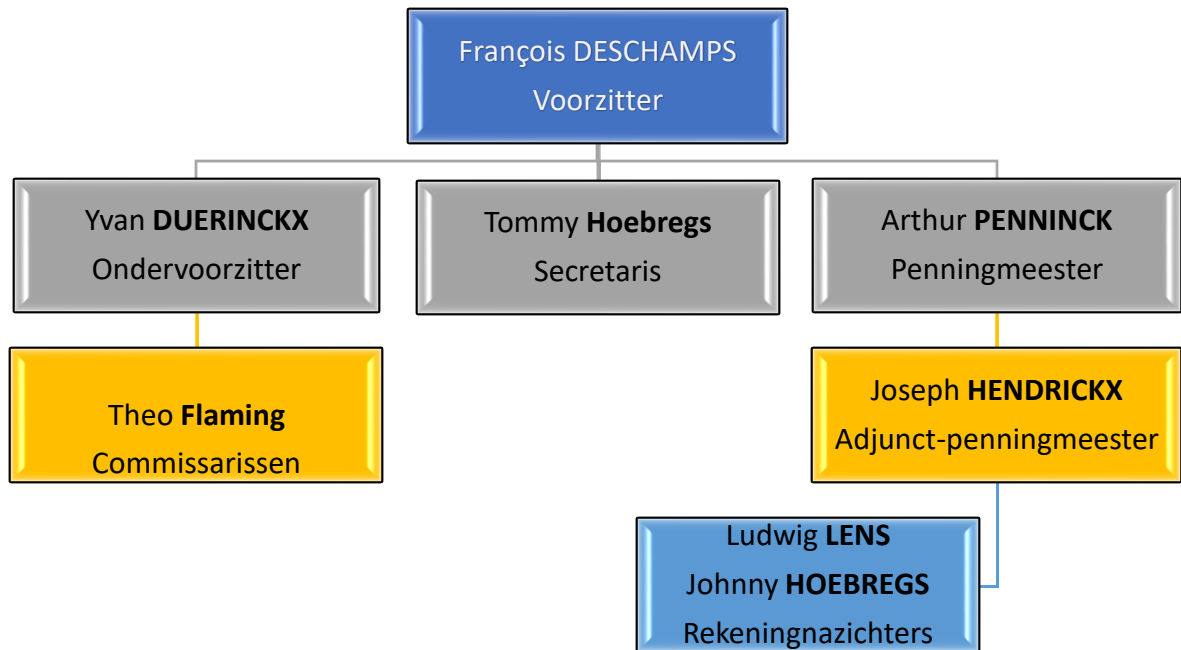 François DESCHAMPS
Voorzitter
Yvan DUERINCKX
Ondervoorzitter
Tommy Hoebregs
Secretaris
Arthur PENNINCK
Penningmeester
Theo Flaming
Commissarissen
Joseph HENDRICKX
Adjunct-penningmeester
Ludwig LENS
Johnny HOEBREGS
Rekeningnazichters